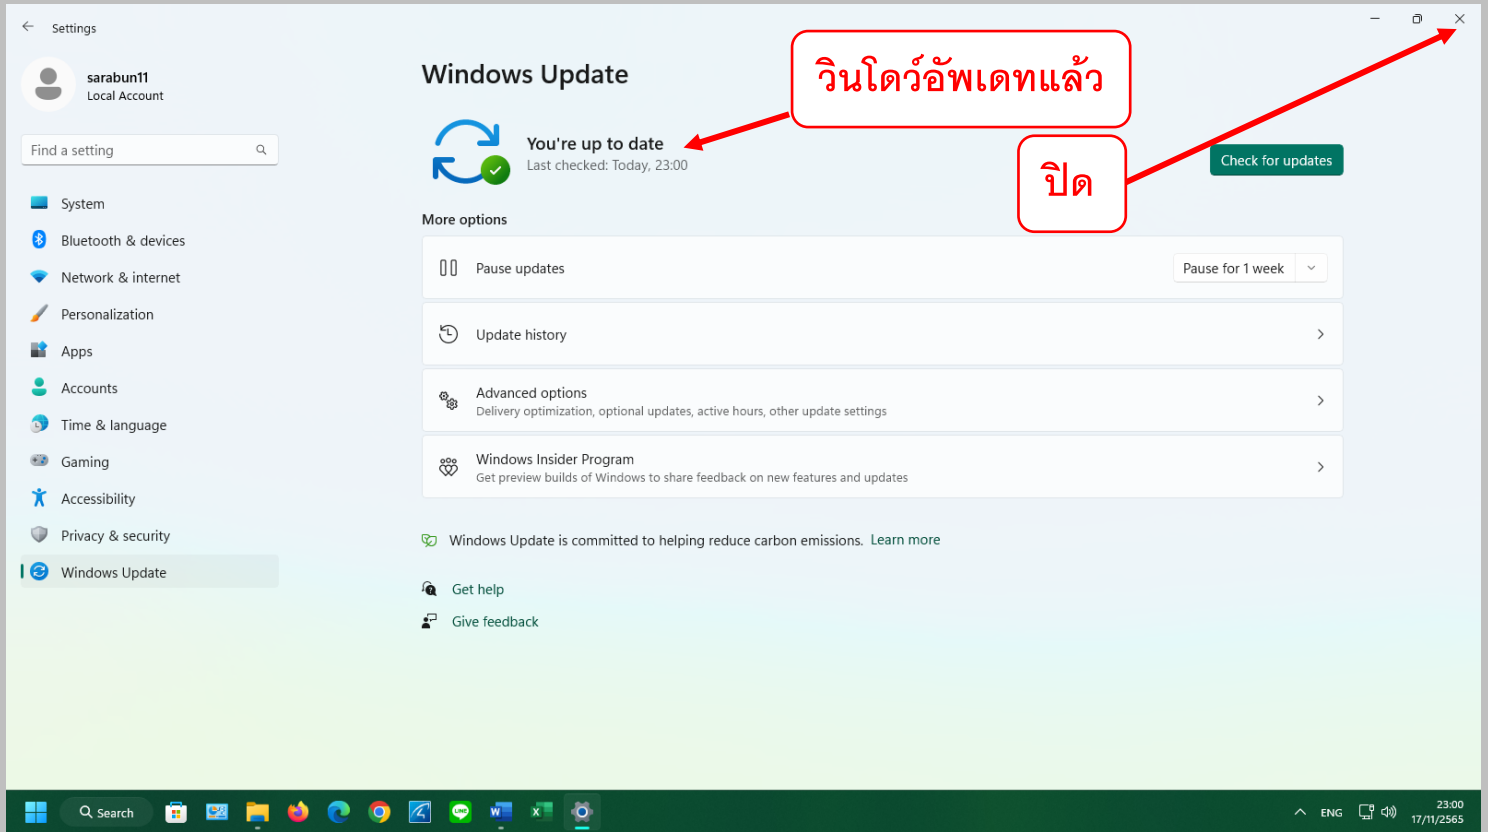 Settings
sarabun11
Local Account
Find a setting
System
Bluetooth & devices
Network & internet
Personalization
Apps
Accounts
Time & language
Gaming
Accessibility
Privacy & security
Windows Update
Windows Update
วินโดว์อัพเดทแล้ว
You're up to date
Last checked: Today, 23:00
ปิด
Check for updates
More options
Pause updates
Pause for 1 week
Update history
Advanced options
Delivery optimization, optional updates, active hours, other update settings
Windows Insider Program
Get preview builds of Windows to share feedback on new features and updates
Windows Update is committed to helping reduce carbon emissions. Learn more
Get help
Give feedback
Search
LINE
ENG
23:00
17/11/2565